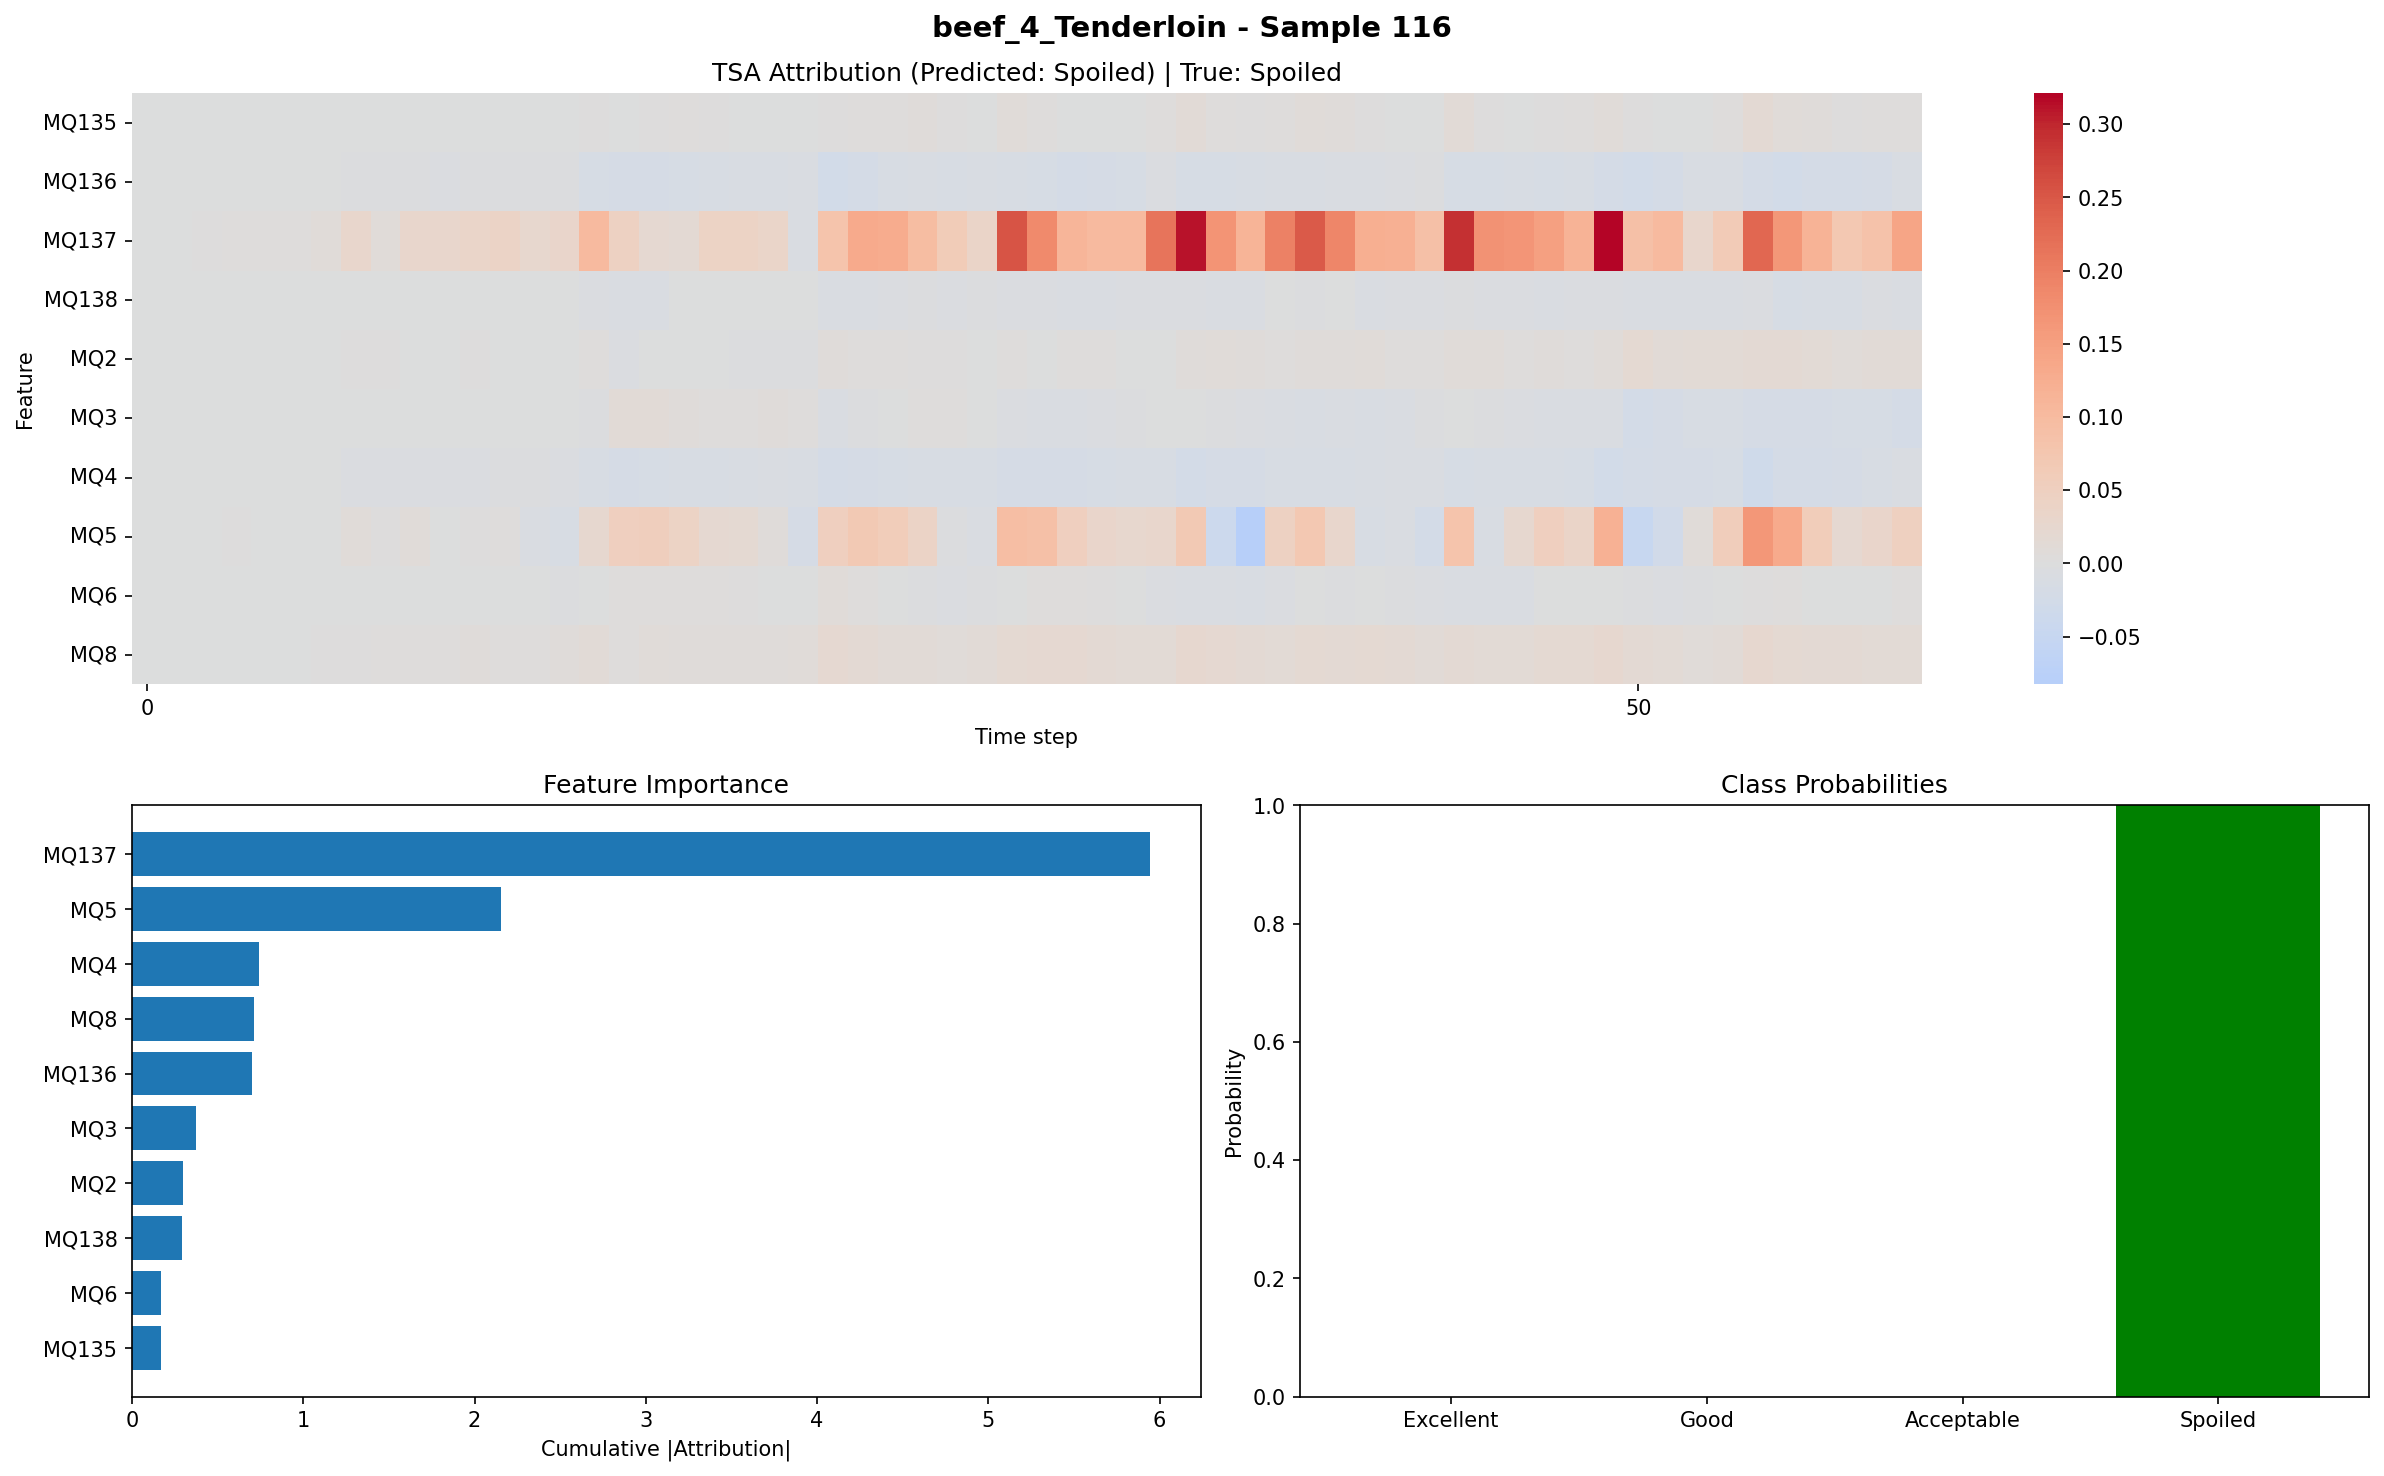 beef_4_Tenderloin - Sample 116
TSA Attribution (Predicted: Spoiled) | True: Spoiled
Feature
MQ135
MQ136
MQ137
MQ138
MQ2
MQ3
MQ4
MQ5
MQ6
MQ8
0
50
Time step
0.30
0.25
0.20
0.15
0.10
0.05
0.00
−0.05
Feature Importance
MQ137
MQ5
MQ4
MQ8
MQ136
MQ3
MQ2
MQ138
MQ6
MQ135
0
1
2
3
4
5
6
Cumulative |Attribution|
Class Probabilities
Probability
1.0
0.8
0.6
0.4
0.2
0.0
Excellent
Good
Acceptable
Spoiled